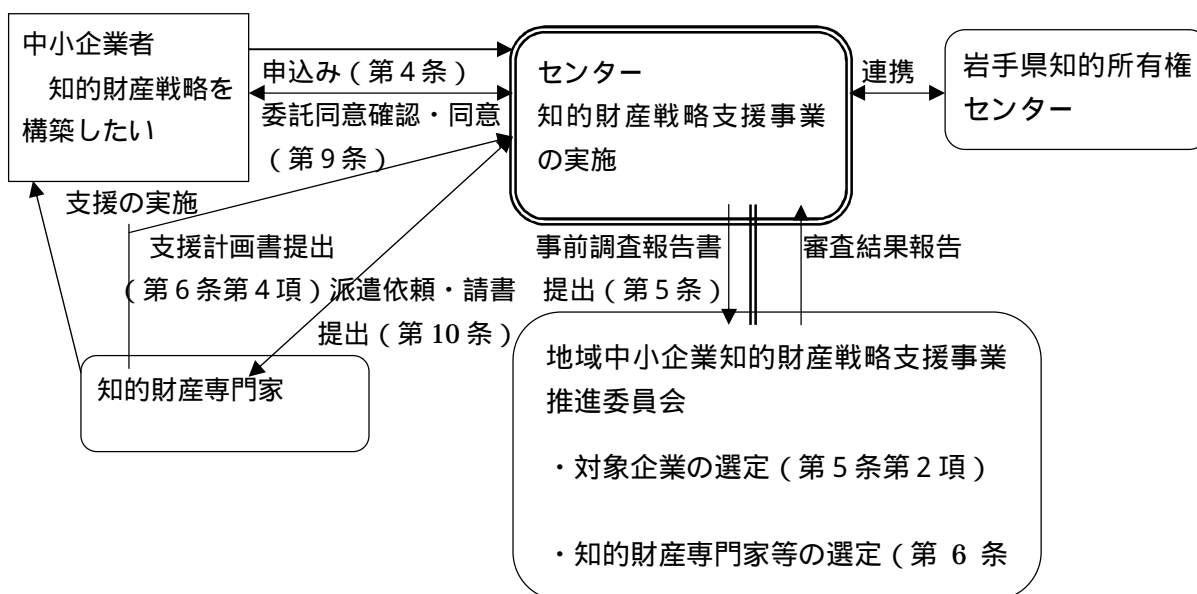 中小企業者
知的財産戦略を
構築したい
申込み（第４条）
委託同意確認・同意
（第９条）
センター
知的財産戦略支援事業
の実施
連携
岩手県知的所有権
センター
支援の実施
支援計画書提出
（第６条第４項）
派遣依頼・請書
提出（第 10 条）
事前調査報告書
提出（第５条）
審査結果報告
知的財産専門家
地域中小企業知的財産戦略支援事業
推進委員会
・対象企業の選定（第５条第２項）
・知的財産専門家等の選定（第 6 条